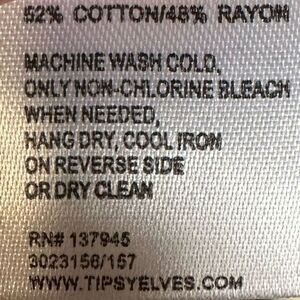 52% COTTON/48% RAYON
MACHINE WASH COLD,
ONLY NON-CHLORINE BLEACH
WHEN NEEDED,
HANG DRY, COOL IRON
ON REVERSE SIDE
OR DRY CLEAN
RN# 137945
3023156/157
WWW.TIPSYELVES.COM